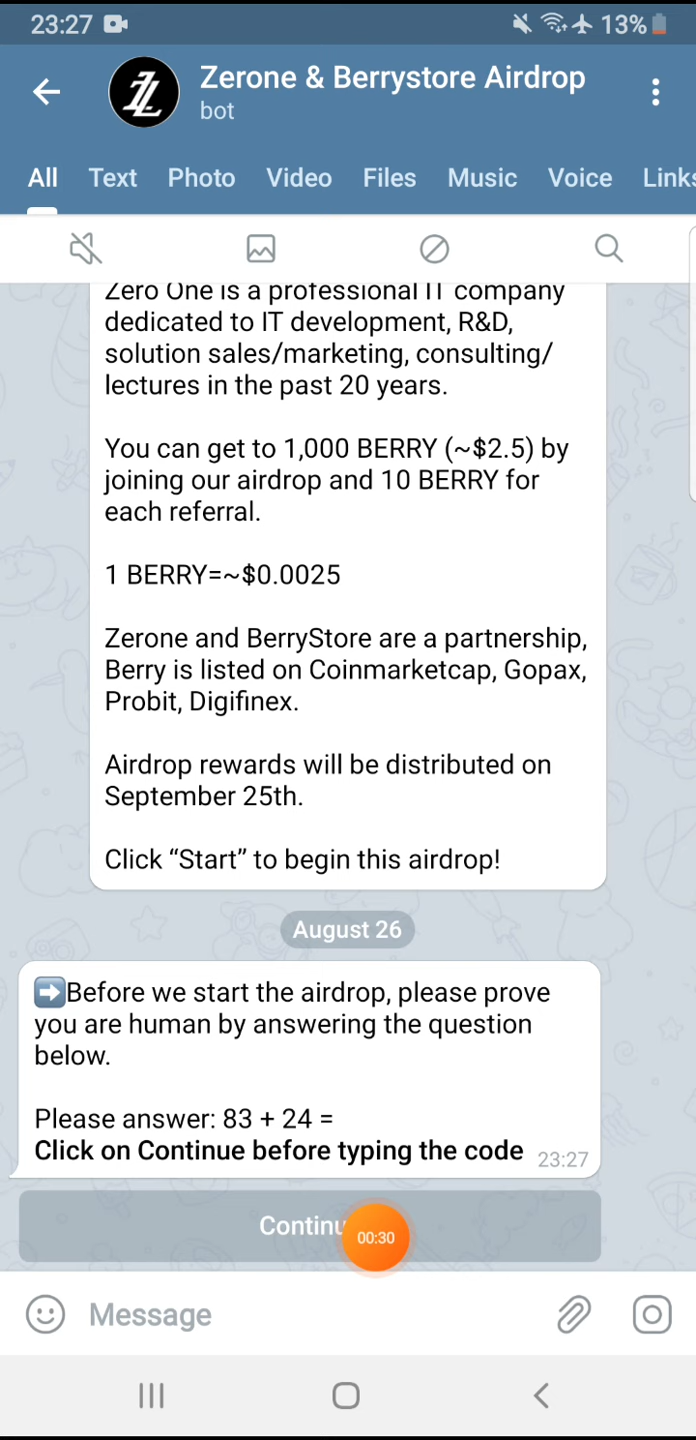 23:27
13%
Zerone & Berrystore Airdrop
bot
All Text Photo Video Files Music Voice Links
Zero One is a professional IT company
dedicated to IT development, R&D,
solution sales/marketing, consulting/
lectures in the past 20 years.
You can get to 1,000 BERRY (~$2.5) by
joining our airdrop and 10 BERRY for
each referral.
1 BERRY=~$0.0025
Zerone and BerryStore are a partnership,
Berry is listed on Coinmarketcap, Gopax,
Probit, Digifinex.
Airdrop rewards will be distributed on
September 25th.
Click “Start” to begin this airdrop!
August 26
➡️Before we start the airdrop, please prove
you are human by answering the question
below.
Please answer: 83 + 24 =
Click on Continue before typing the code 23:27
Continu
00:30
Message